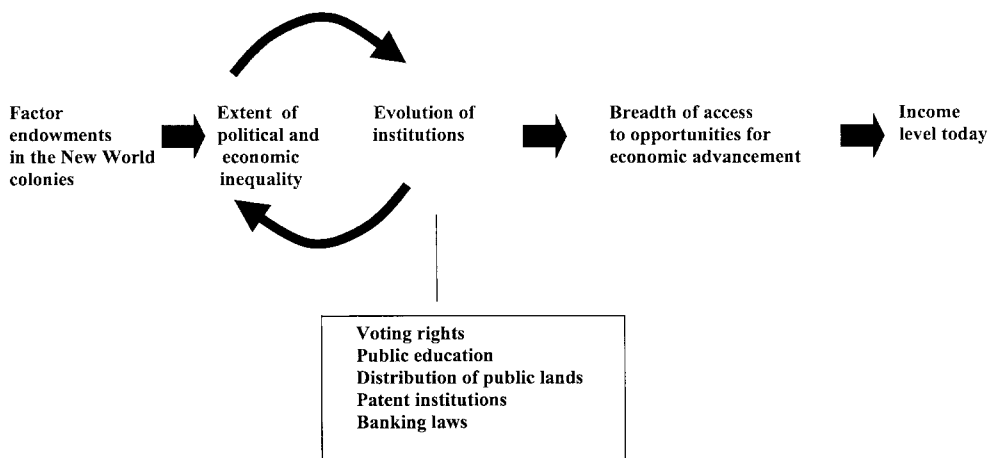 Factor
endowments
in the New World
colonies
Extent of
political and
economic
inequality
Evolution of
institutions
Breadth of access
to opportunities for
economic advancement
Income
level today
Voting rights
Public education
Distribution of public lands
Patent institutions
Banking laws